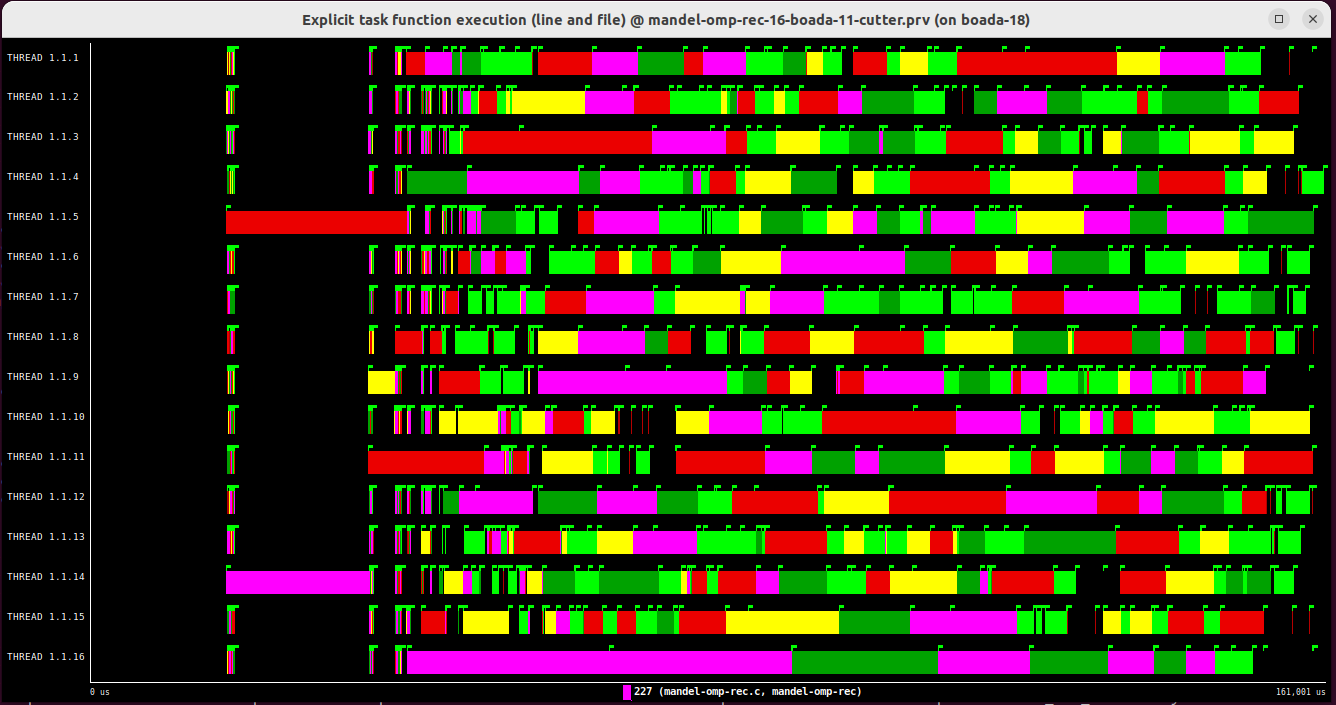 Explicit task function execution (line and file) @ mandel-omp-rec-16-boada-11-cutter.prv (on boada-18)
THREAD 1.1.1
THREAD 1.1.2
THREAD 1.1.3
THREAD 1.1.4
THREAD 1.1.5
THREAD 1.1.6
THREAD 1.1.7
THREAD 1.1.8
THREAD 1.1.9
THREAD 1.1.10
THREAD 1.1.11
THREAD 1.1.12
THREAD 1.1.13
THREAD 1.1.14
THREAD 1.1.15
THREAD 1.1.16
0 us
227 (mandel-omp-rec.c, mandel-omp-rec)
161,001 us